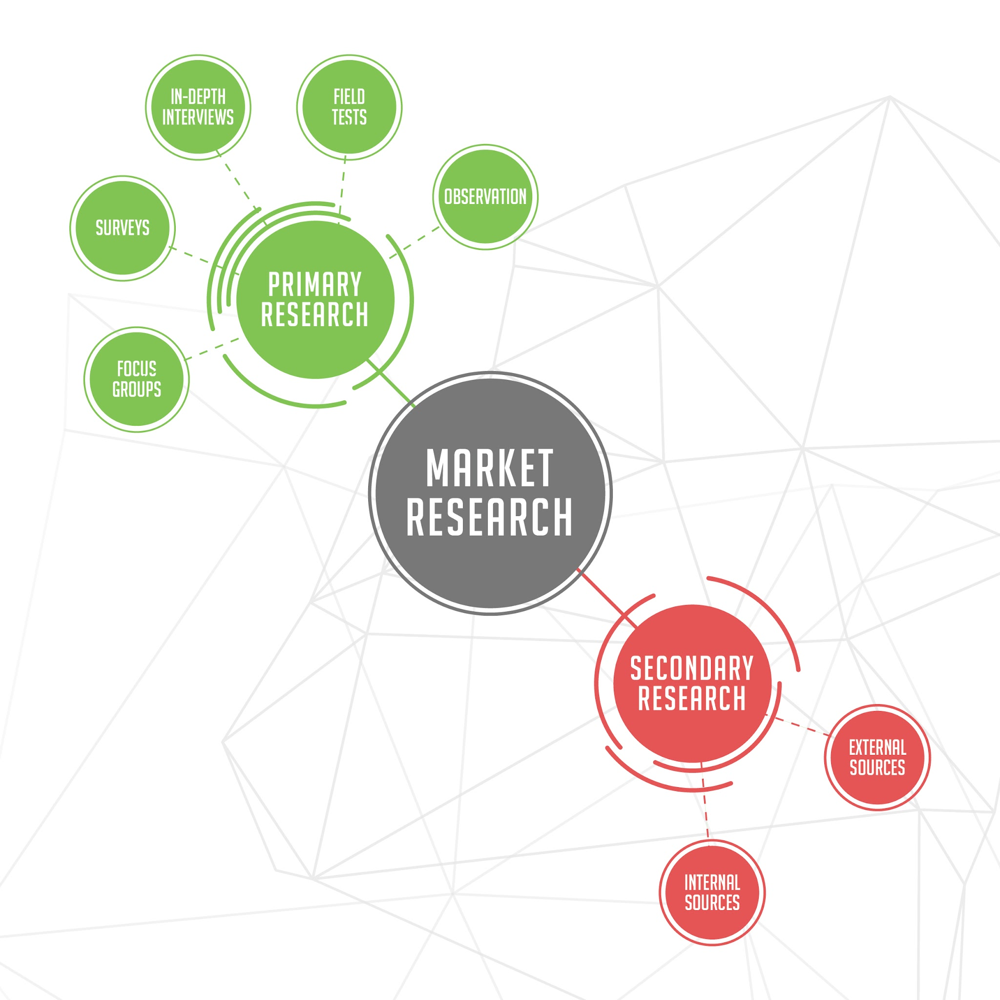 IN-DEPTH
INTERVIEWS
FIELD
TESTS
OBSERVATION
SURVEYS
PRIMARY
RESEARCH
FOCUS
GROUPS
MARKET
RESEARCH
SECONDARY
RESEARCH
EXTERNAL
SOURCES
INTERNAL
SOURCES